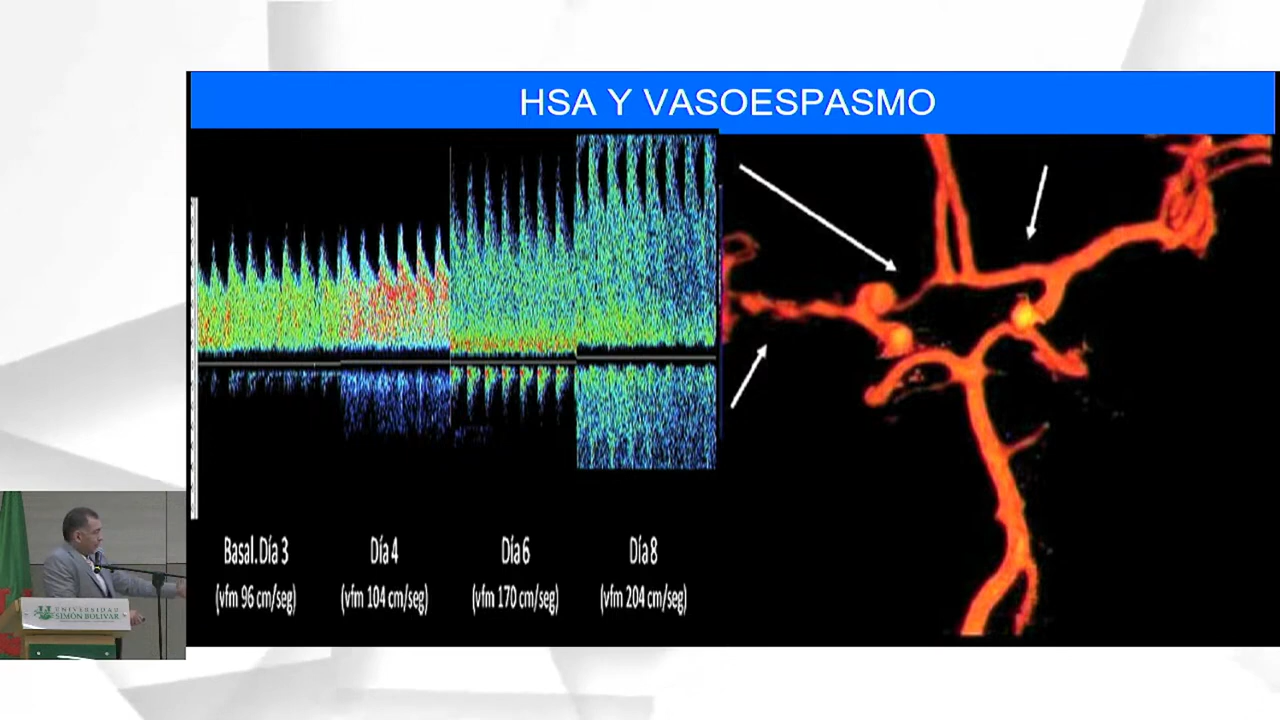 HSA Y VASOESPASMO
Basal.Día 3
(vfm 96 cm/seg)
Día 4
(vfm 104 cm/seg)
Día 6
(vfm 170 cm/seg)
Día 8
(vfm 204 cm/seg)
UNIVERSIDAD
SIMÓN BOLÍVAR